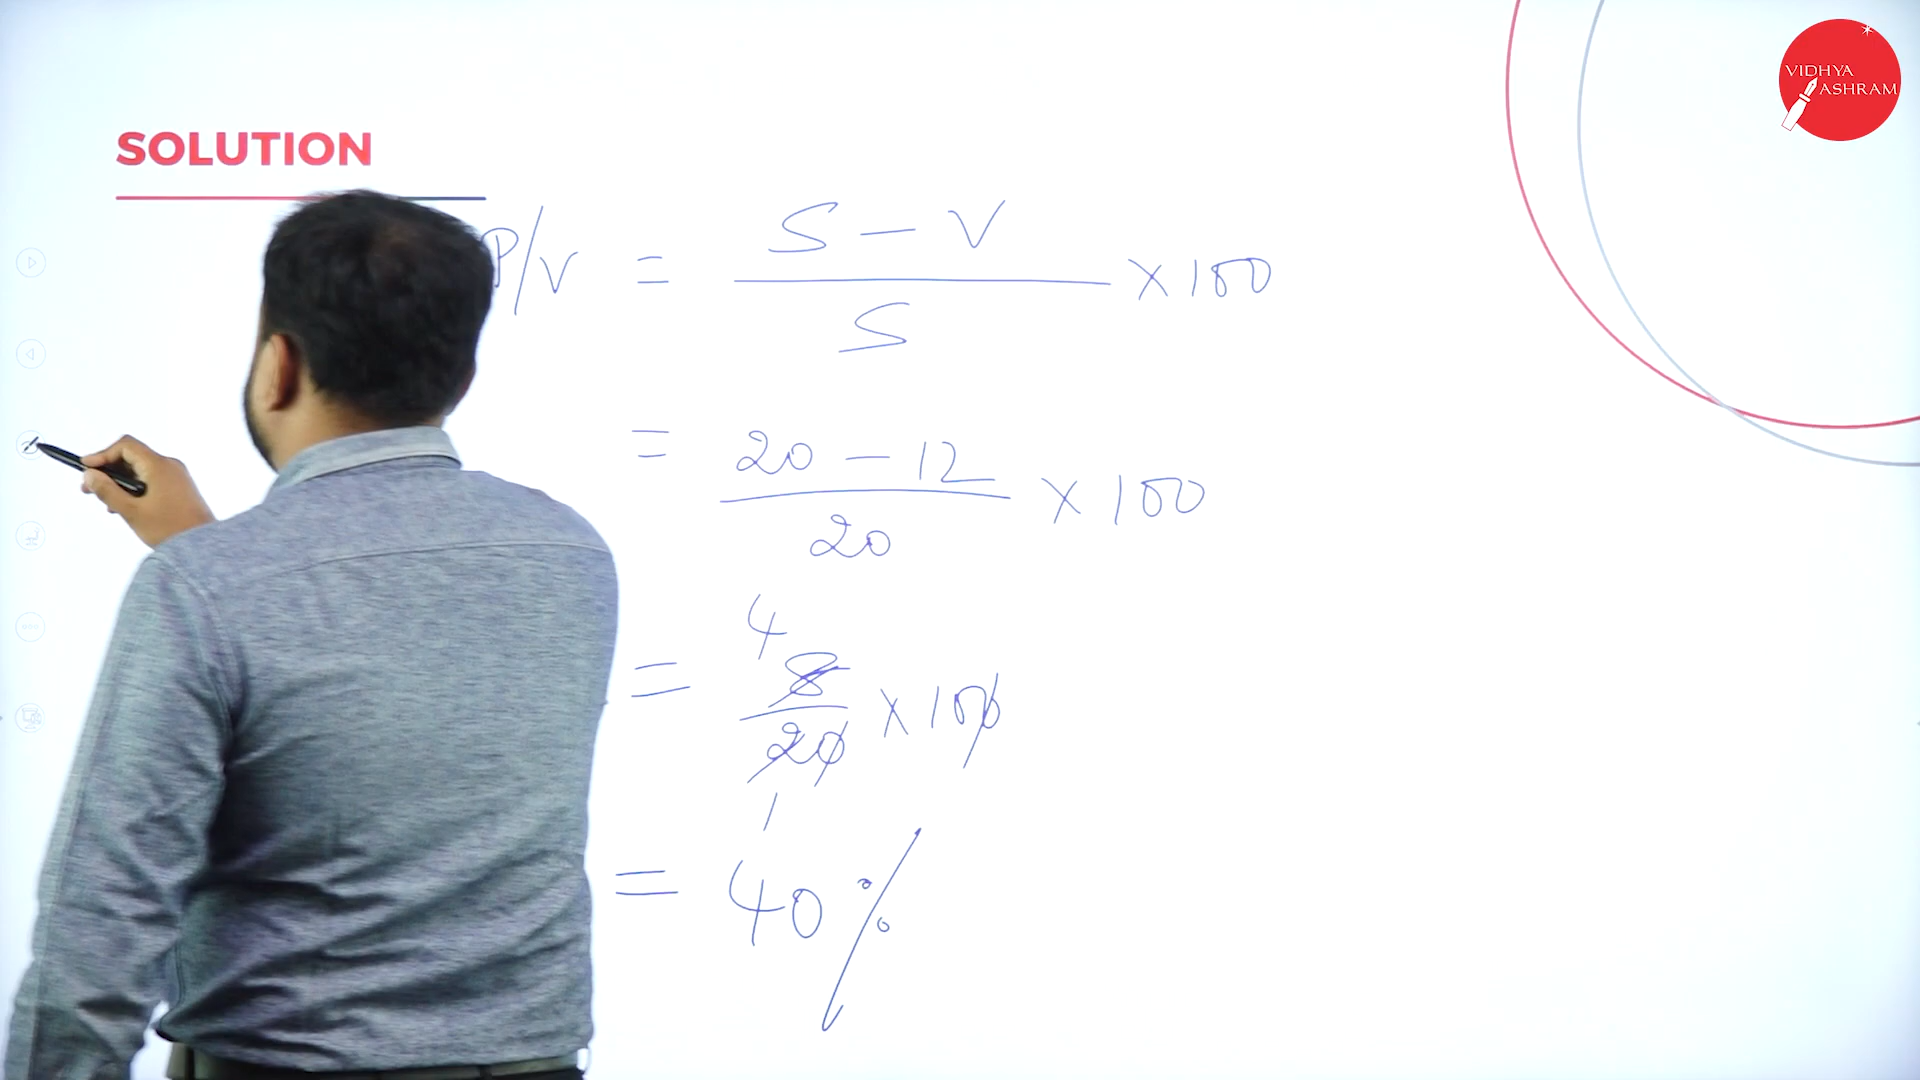 VIDHYA
ASHRAM
SOLUTION
P/V = S - V / S × 100
= 20 - 12 / 20 × 100
4
= 8 / 20 × 100
1
= 40 %